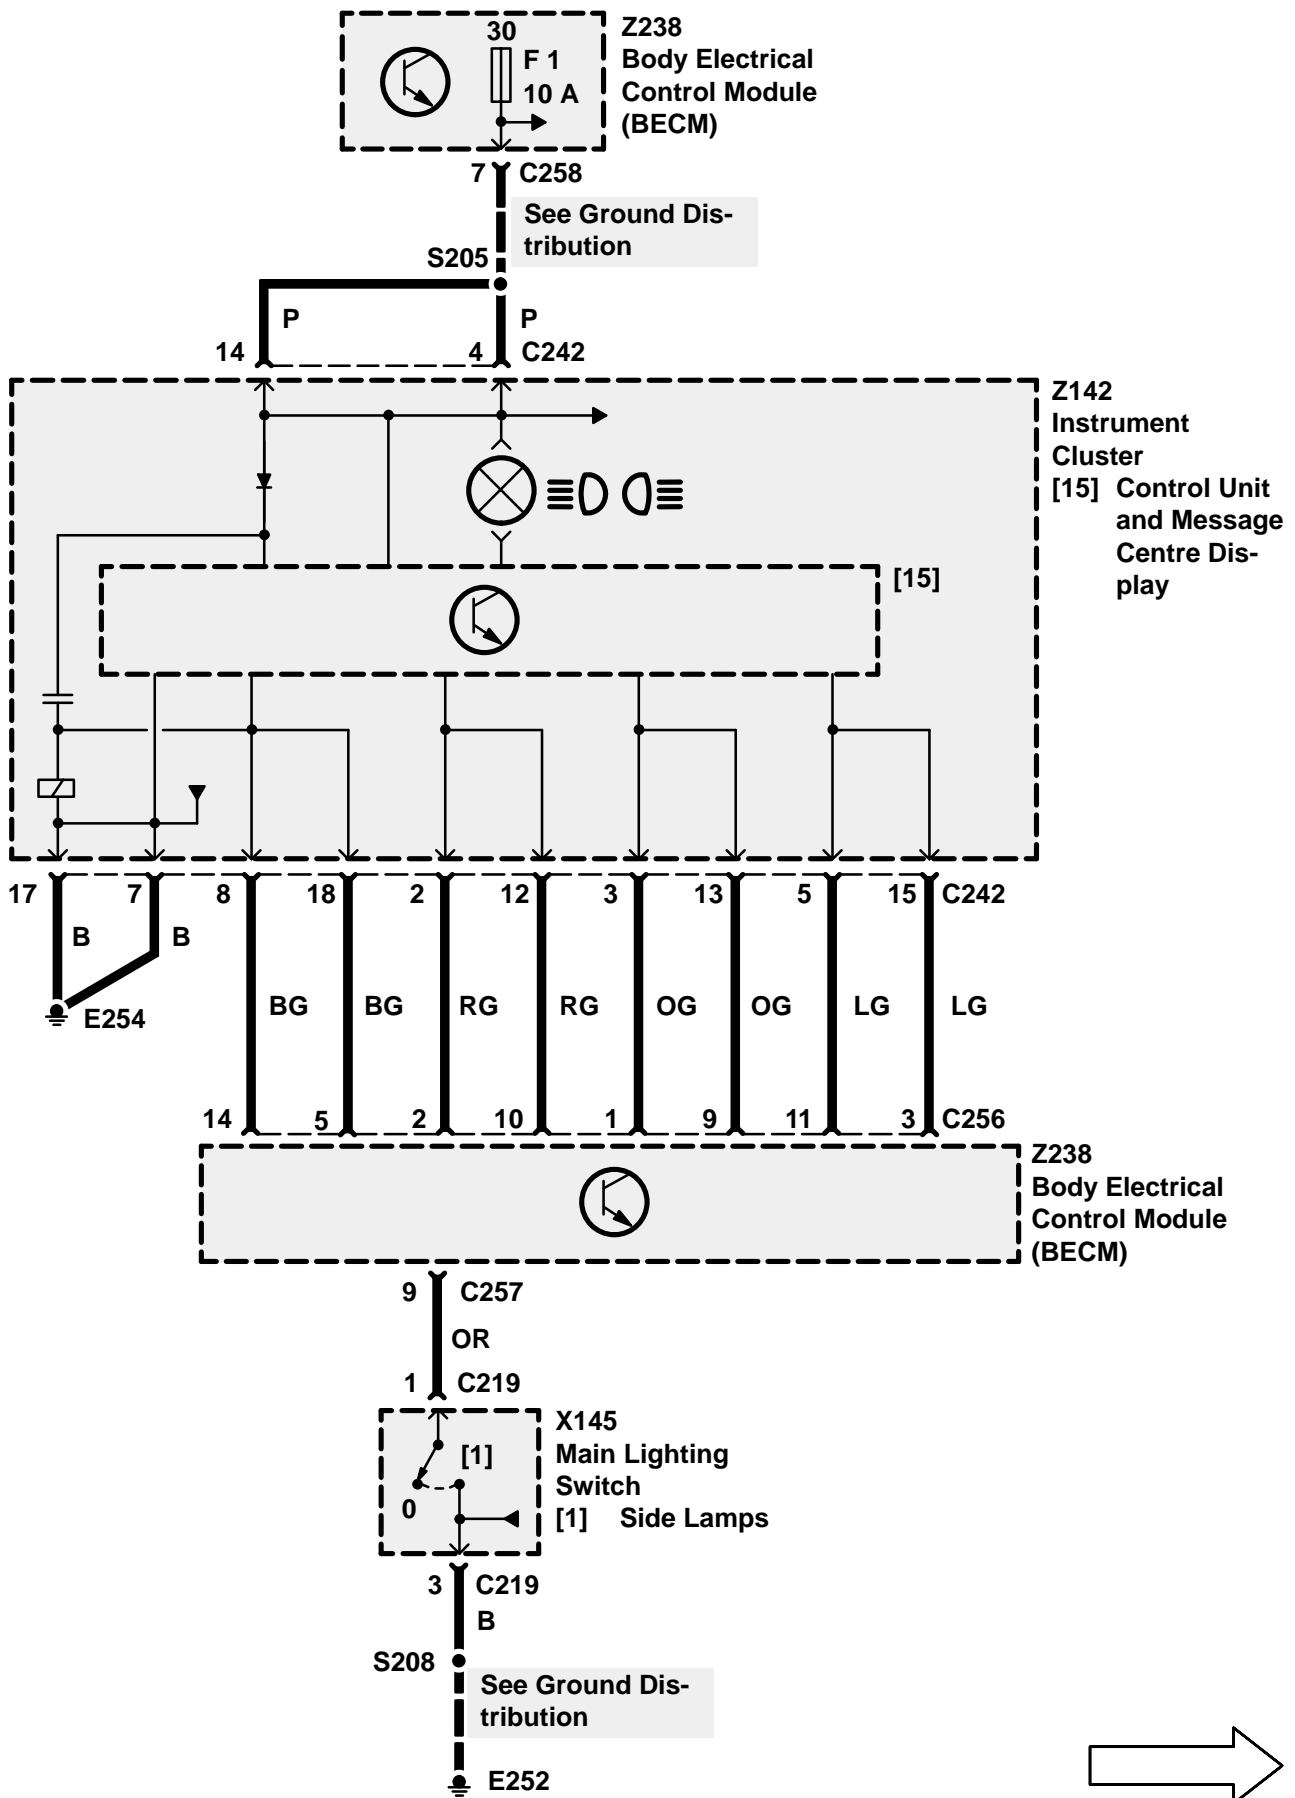 30
F 1
10 A
Z238
Body Electrical
Control Module
(BECM)
7 C258
See Ground Dis-
tribution
S205
P P
14 4 C242
Z142
Instrument
Cluster
[15] Control Unit
and Message
Centre Dis-
play
[15]
17 7 8 18 2 12 3 13 5 15 C242
B B
BG BG RG RG OG OG LG LG
E254
14 5 2 10 1 9 11 3 C256
Z238
Body Electrical
Control Module
(BECM)
9 C257
OR
1 C219
X145
Main Lighting
Switch
[1] Side Lamps
[1]
0
3 C219
B
S208
See Ground Dis-
tribution
E252